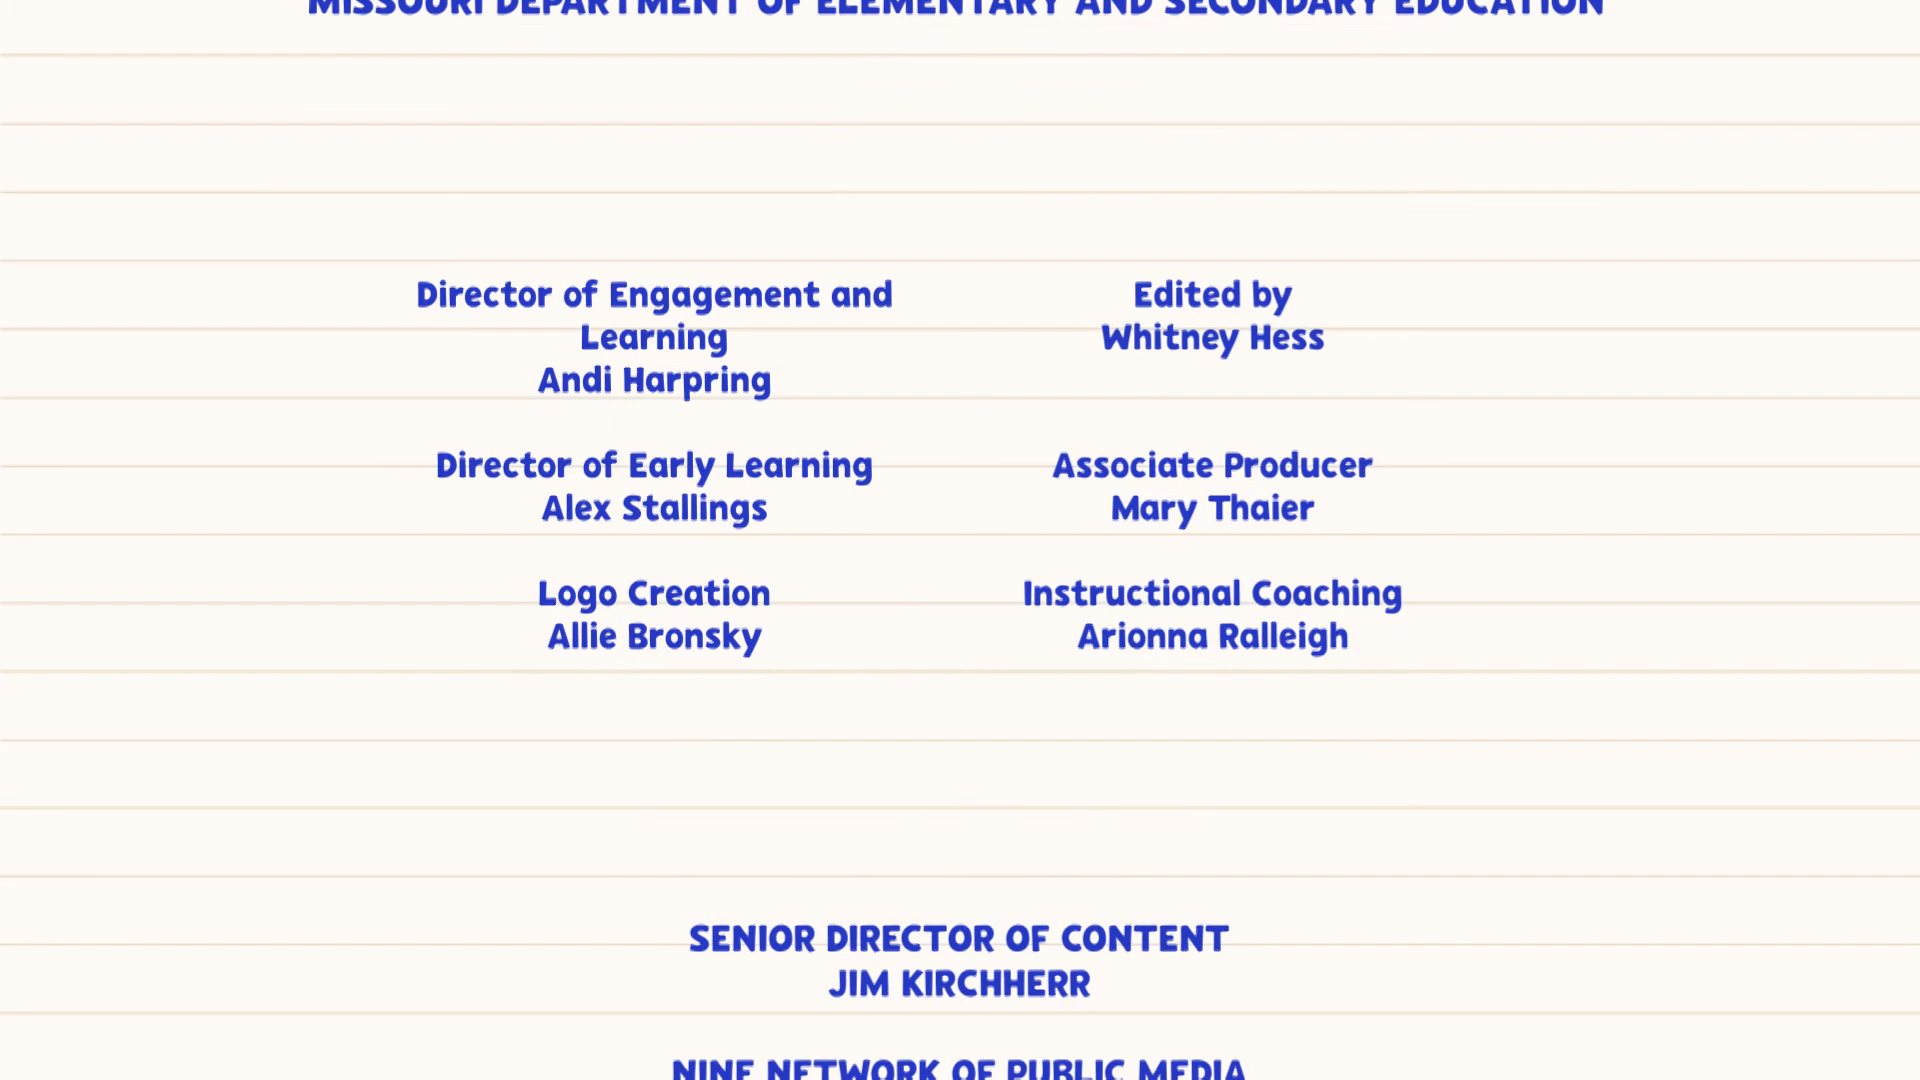 MISSOURI DEPARTMENT OF ELEMENTARY AND SECONDARY EDUCATION
Director of Engagement and
Learning
Andi Harpring
Edited by
Whitney Hess
Director of Early Learning
Alex Stallings
Associate Producer
Mary Thaier
Logo Creation
Allie Bronsky
Instructional Coaching
Arionna Ralleigh
SENIOR DIRECTOR OF CONTENT
JIM KIRCHHERR
NINE NETWORK OF PUBLIC MEDIA